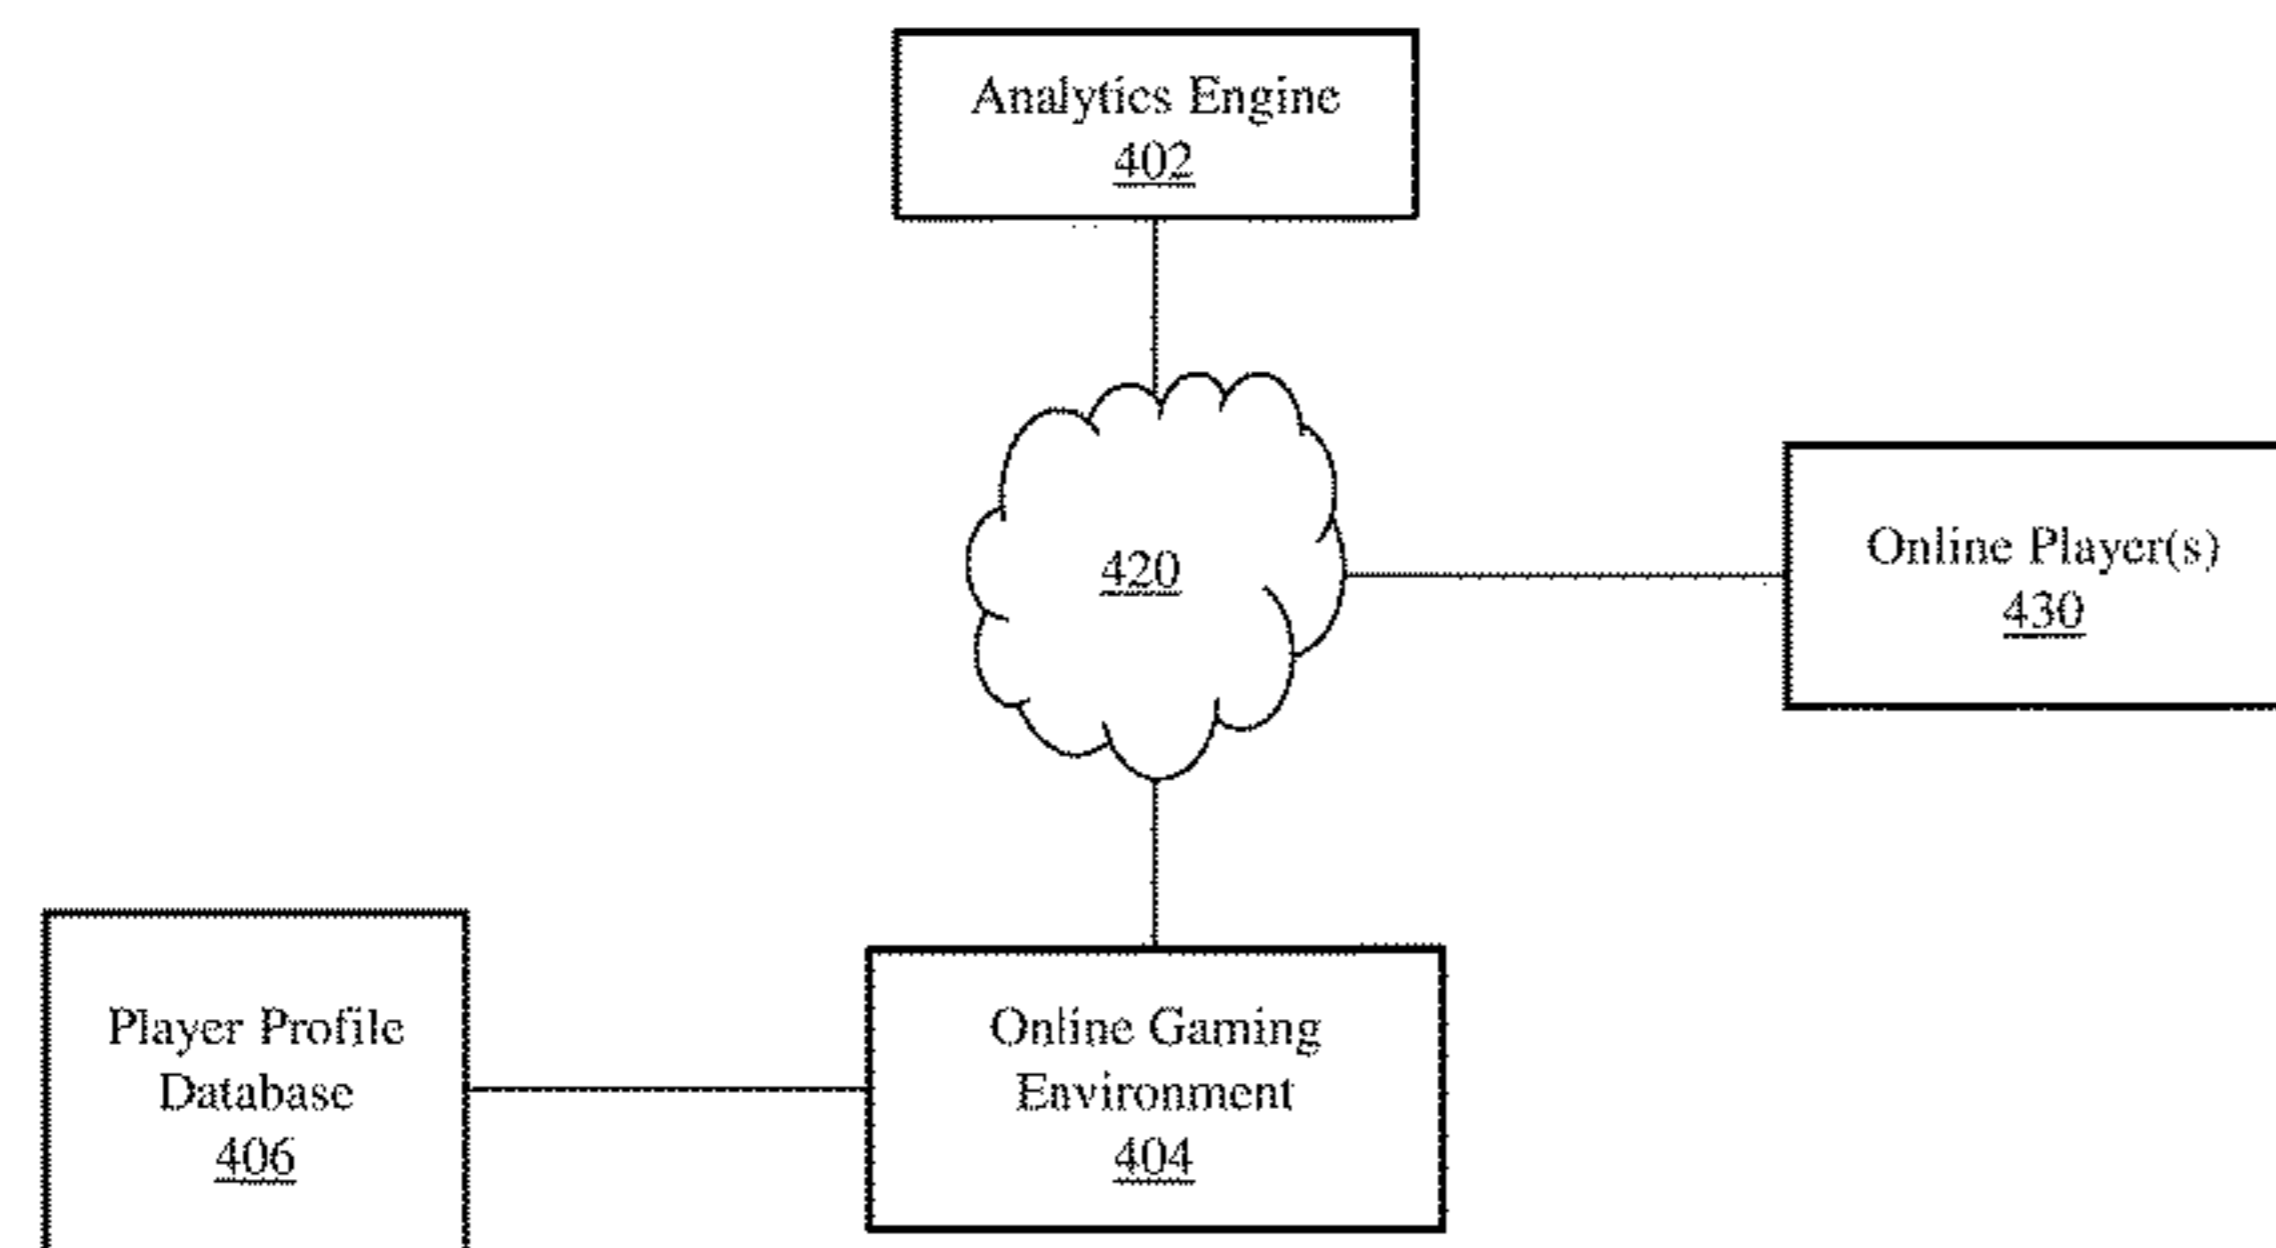 Analytics Engine
402
420
Online Player(s)
430
Player Profile
Database
406
Online Gaming
Environment
404